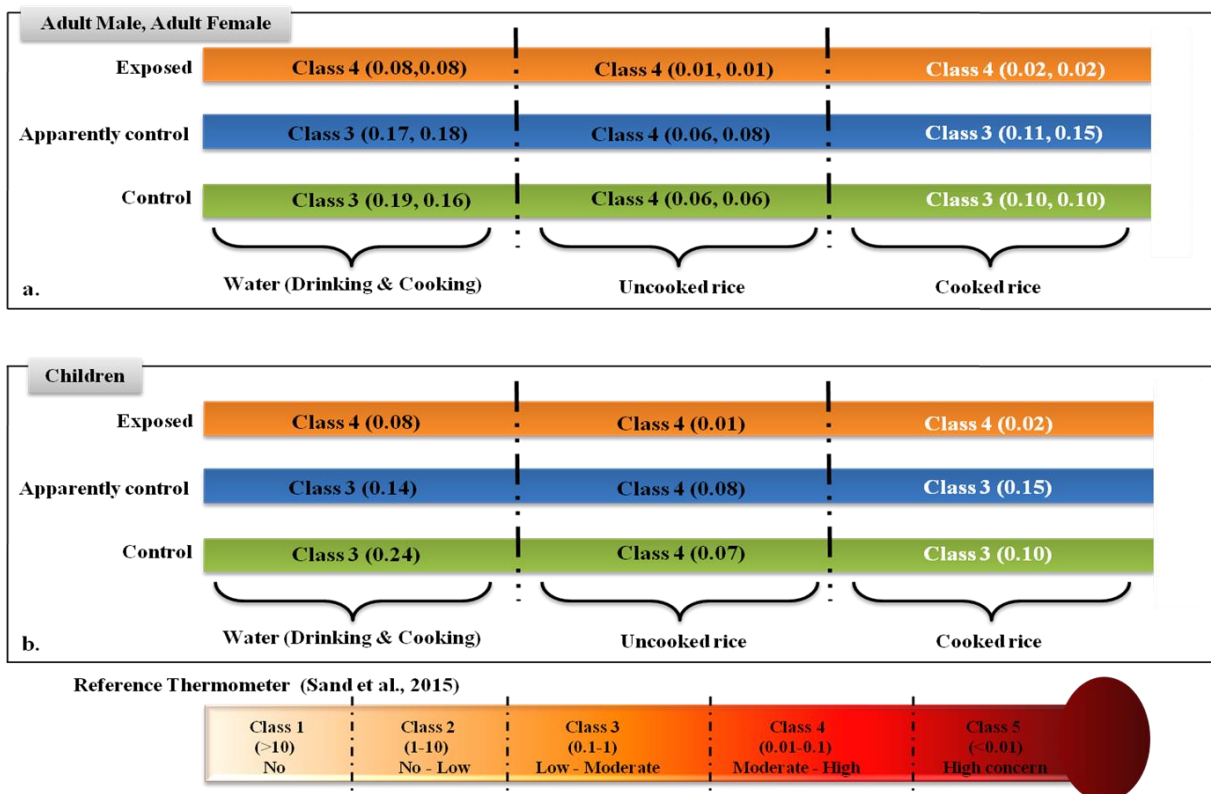 Adult Male, Adult Female
Exposed
Class 4 (0.08,0.08)
Class 4 (0.01, 0.01)
Class 4 (0.02, 0.02)
Apparently control
Class 3 (0.17, 0.18)
Class 4 (0.06, 0.08)
Class 3 (0.11, 0.15)
Control
Class 3 (0.19, 0.16)
Class 4 (0.06, 0.06)
Class 3 (0.10, 0.10)
Water (Drinking & Cooking)
Uncooked rice
Cooked rice
a.
Children
Exposed
Class 4 (0.08)
Class 4 (0.01)
Class 4 (0.02)
Apparently control
Class 3 (0.14)
Class 4 (0.08)
Class 3 (0.15)
Control
Class 3 (0.24)
Class 4 (0.07)
Class 3 (0.10)
Water (Drinking & Cooking)
Uncooked rice
Cooked rice
b.
Reference Thermometer (Sand et al., 2015)
Class 1
(>10)
No
Class 2
(1-10)
No - Low
Class 3
(0.1-1)
Low - Moderate
Class 4
(0.01-0.1)
Moderate - High
Class 5
(<0.01)
High concern